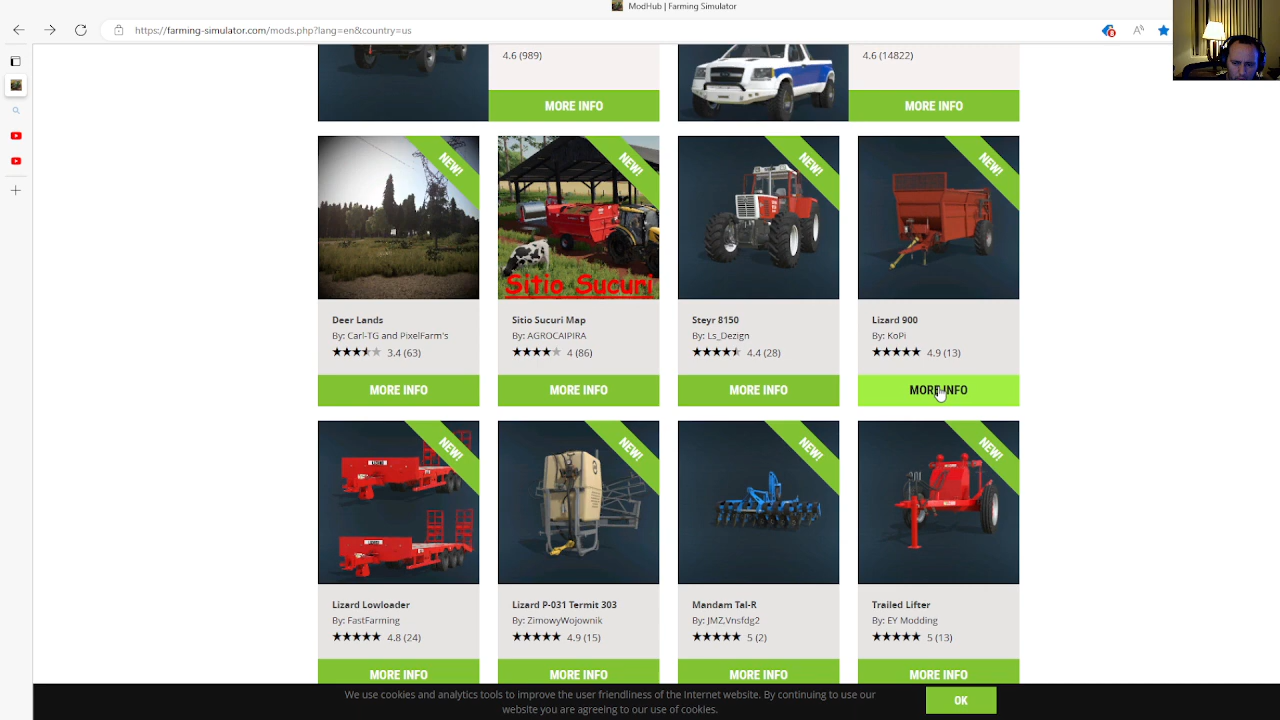 ModHub | Farming Simulator
https://farming-simulator.com/mods.php?lang=en&country=us
4.6 (989)
4.6 (14822)
MORE INFO
MORE INFO
NEW!
NEW!
NEW!
NEW!
Sitio Sucuri
Deer Lands
By: Carl-TG and PixelFarm's
3.4 (63)
MORE INFO
Sitio Sucuri Map
By: AGROCAIPIRA
4 (86)
MORE INFO
Steyr 8150
By: Ls_Dezign
4.4 (28)
MORE INFO
Lizard 900
By: KoPi
4.9 (13)
MORE INFO
NEW!
NEW!
NEW!
NEW!
Lizard Lowloader
By: FastFarming
4.8 (24)
MORE INFO
Lizard P-031 Termit 303
By: ZimowyWojownik
4.9 (15)
MORE INFO
Mandam Tal-R
By: JMZ,Vnsfdg2
5 (2)
MORE INFO
Trailed Lifter
By: EY Modding
5 (13)
MORE INFO
We use cookies and analytics tools to improve the user friendliness of the Internet website. By continuing to use our
website you are agreeing to our use of cookies.
OK